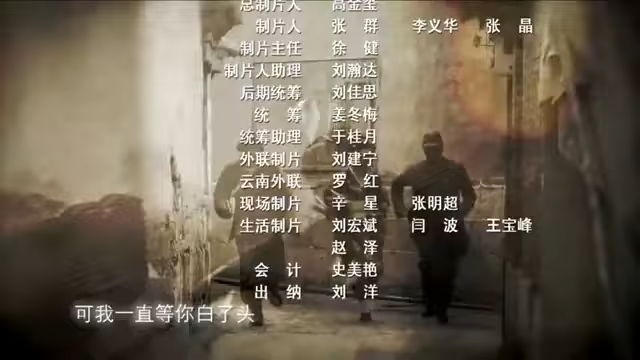 总制片人 高金玺
制片人 张 群 李义华 张 晶
制片主任 徐 健
制片人助理 刘瀚达
后期统筹 刘佳思
统 筹 姜冬梅
统筹助理 于桂月
外联制片 刘建宁
云南外联 罗 红
现场制片 辛 星 张明超
生活制片 刘宏斌 闫 波 王宝峰
赵 泽
会 计 史美艳
出 纳 刘 洋
可我一直等你白了头